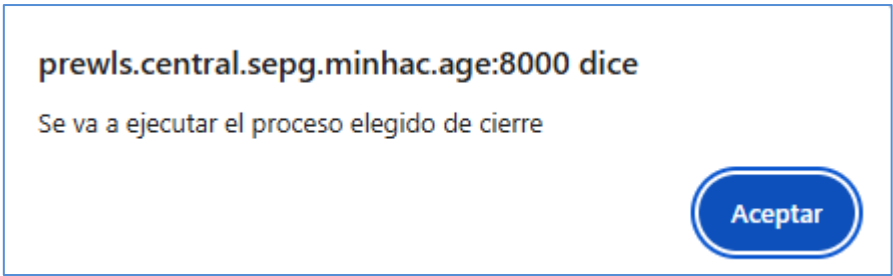 prewls.central.sepg.minhac.age:8000 dice
Se va a ejecutar el proceso elegido de cierre
Aceptar